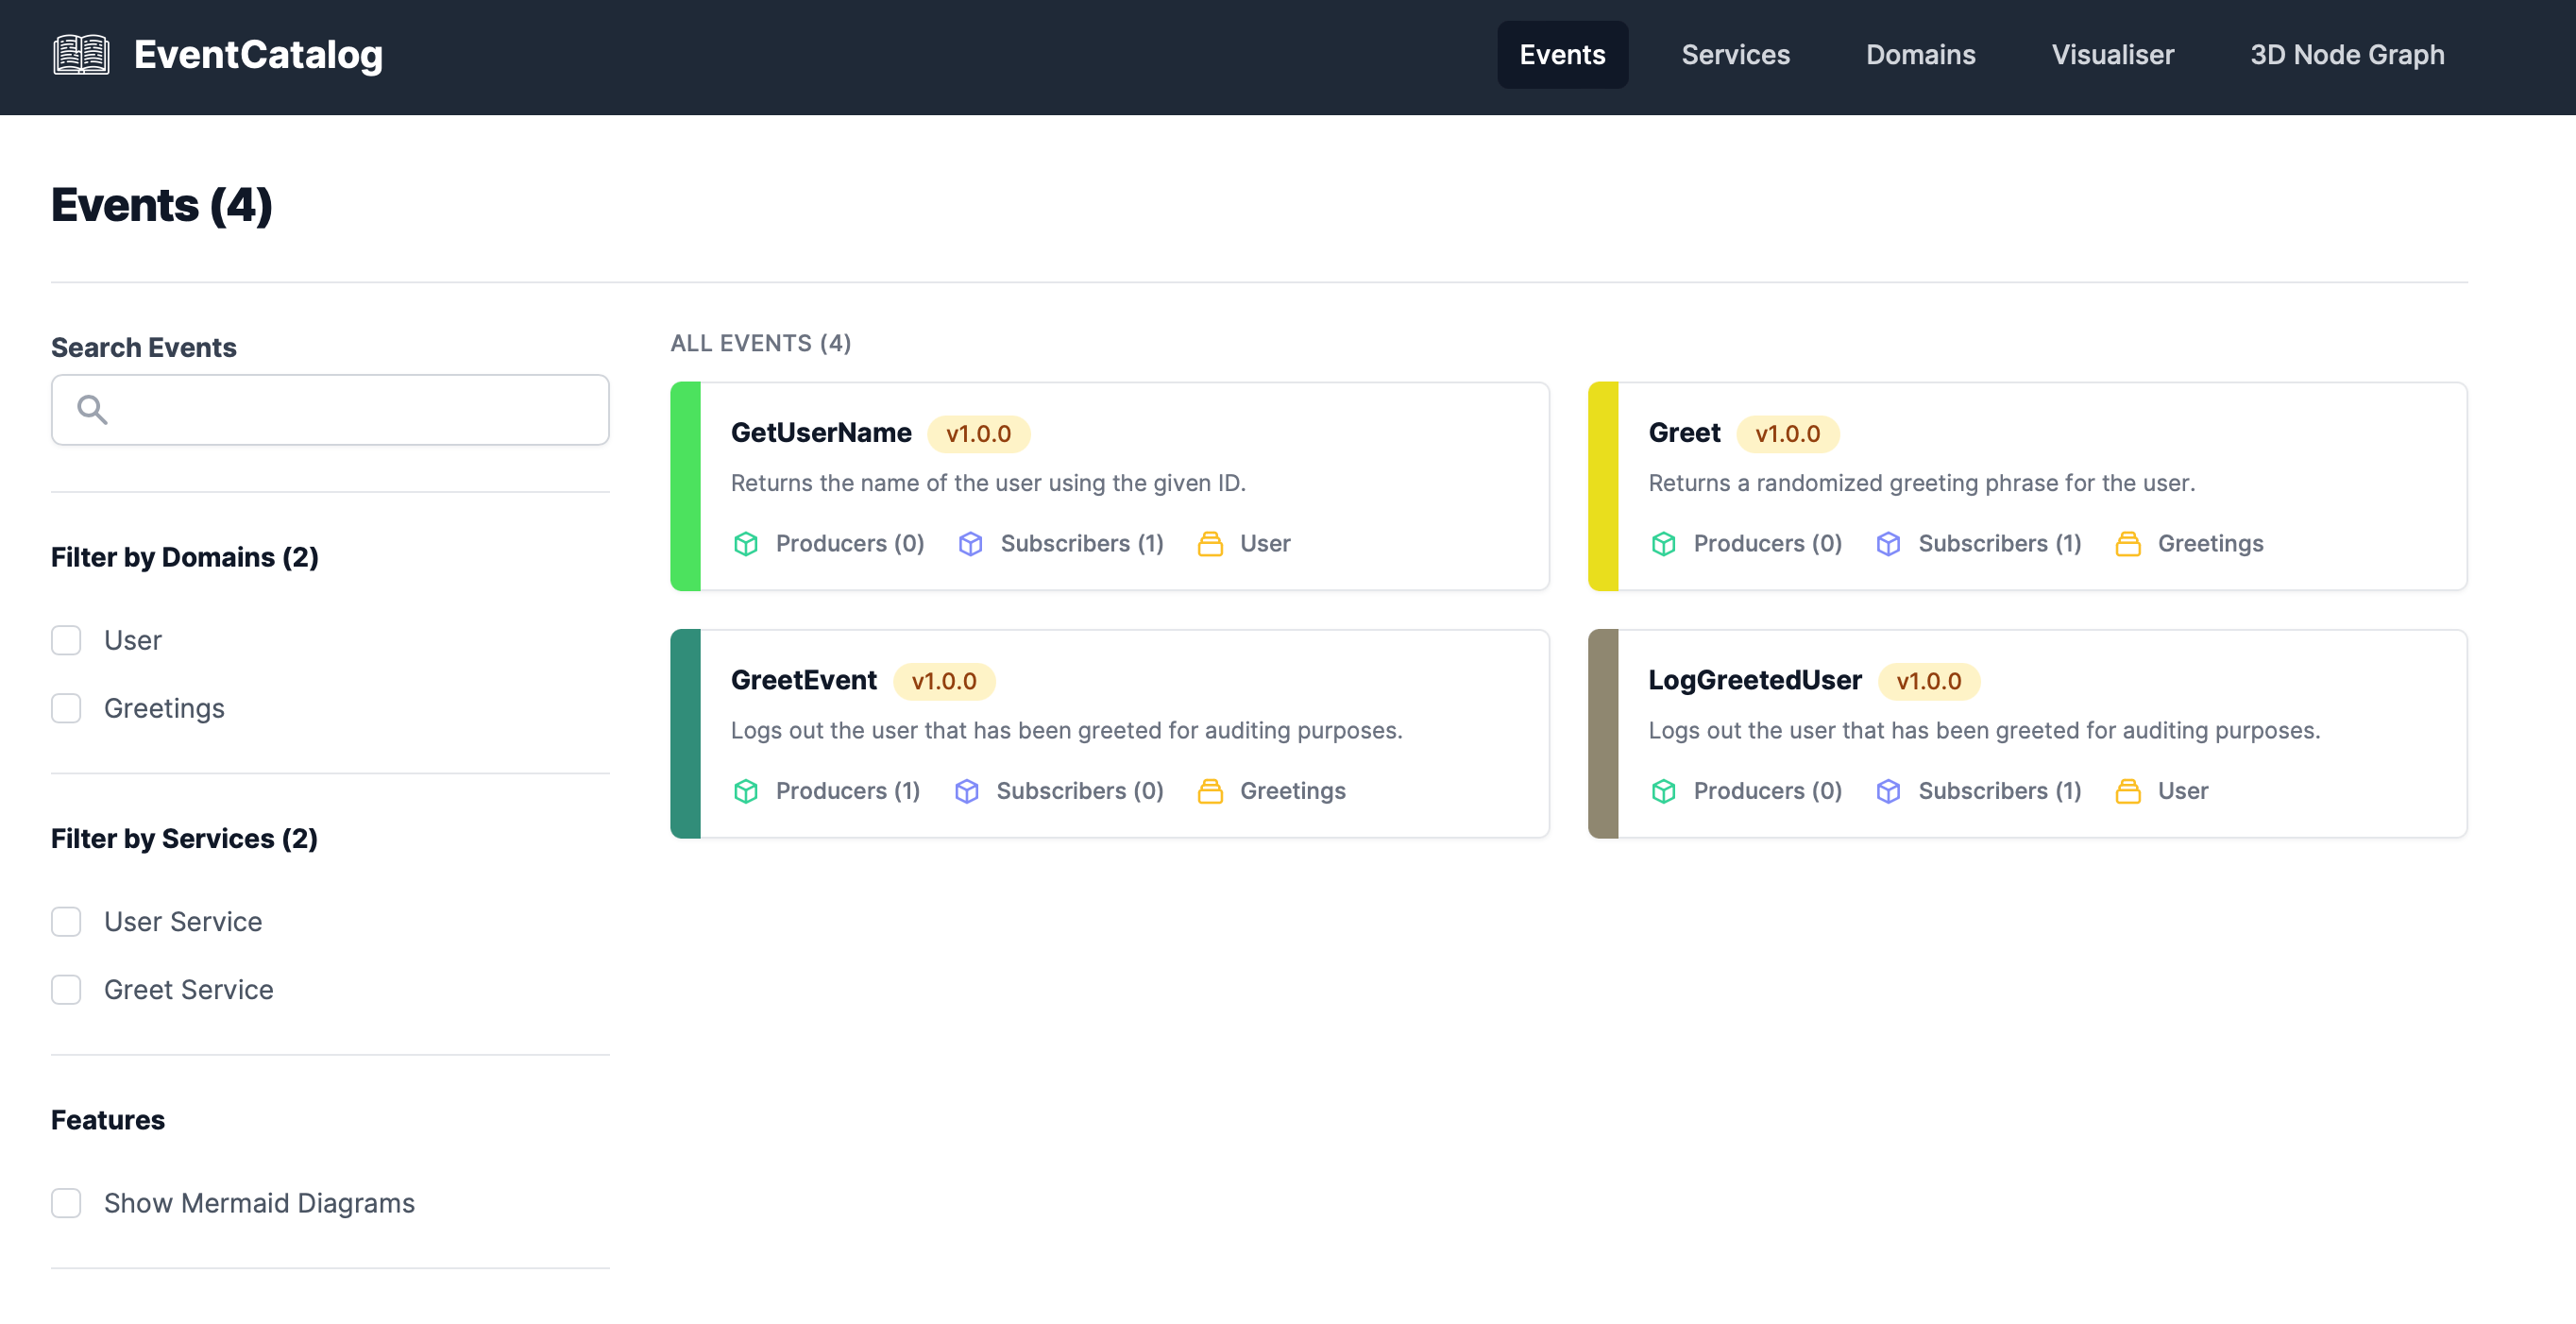 EventCatalog
Events
Services
Domains
Visualiser
3D Node Graph
Events (4)
Search Events
Filter by Domains (2)
User
Greetings
Filter by Services (2)
User Service
Greet Service
Features
Show Mermaid Diagrams
ALL EVENTS (4)
GetUserName v1.0.0
Returns the name of the user using the given ID.
Producers (0) Subscribers (1) User
Greet v1.0.0
Returns a randomized greeting phrase for the user.
Producers (0) Subscribers (1) Greetings
GreetEvent v1.0.0
Logs out the user that has been greeted for auditing purposes.
Producers (1) Subscribers (0) Greetings
LogGreetedUser v1.0.0
Logs out the user that has been greeted for auditing purposes.
Producers (0) Subscribers (1) User